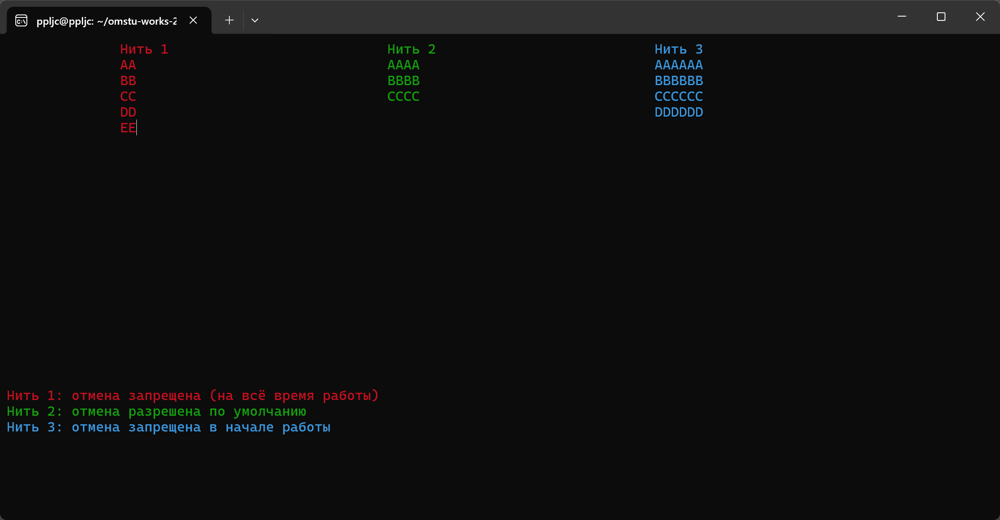 ppljc@ppljc: ~/omstu-works-2
Нить 1 Нить 2 Нить 3
AA AAAA AAAAAA
BB BBBB BBBBBB
CC CCCC CCCCCC
DD DDDDDD
EE
Нить 1: отмена запрещена (на всё время работы)
Нить 2: отмена разрешена по умолчанию
Нить 3: отмена запрещена в начале работы